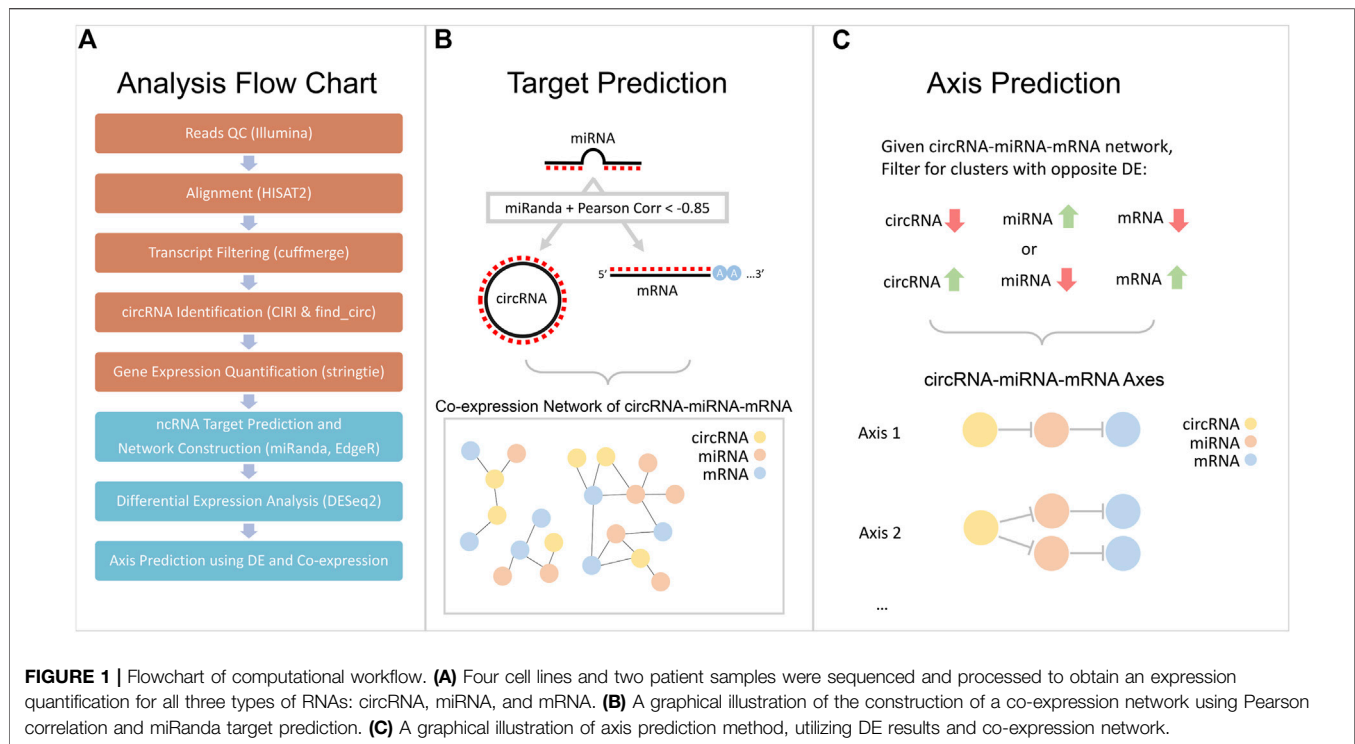 A
Analysis Flow Chart
Reads QC (Illumina)
Alignment (HISAT2)
Transcript Filtering (cuffmerge)
circRNA Identification (CIRI & find_circ)
Gene Expression Quantification (stringtie)
ncRNA Target Prediction and
Network Construction (miRanda, EdgeR)
Differential Expression Analysis (DESeq2)
Axis Prediction using DE and Co-expression
B
Target Prediction
miRNA
miRanda + Pearson Corr < -0.85
circRNA
5’ A A ...3’
mRNA
Co-expression Network of circRNA-miRNA-mRNA
circRNA
miRNA
mRNA
C
Axis Prediction
Given circRNA-miRNA-mRNA network,
Filter for clusters with opposite DE:
circRNA miRNA mRNA
or
circRNA miRNA mRNA
circRNA-miRNA-mRNA Axes
Axis 1
circRNA
miRNA
mRNA
Axis 2
...
FIGURE 1 | Flowchart of computational workflow. (A) Four cell lines and two patient samples were sequenced and processed to obtain an expression
quantification for all three types of RNAs: circRNA, miRNA, and mRNA. (B) A graphical illustration of the construction of a co-expression network using Pearson
correlation and miRanda target prediction. (C) A graphical illustration of axis prediction method, utilizing DE results and co-expression network.